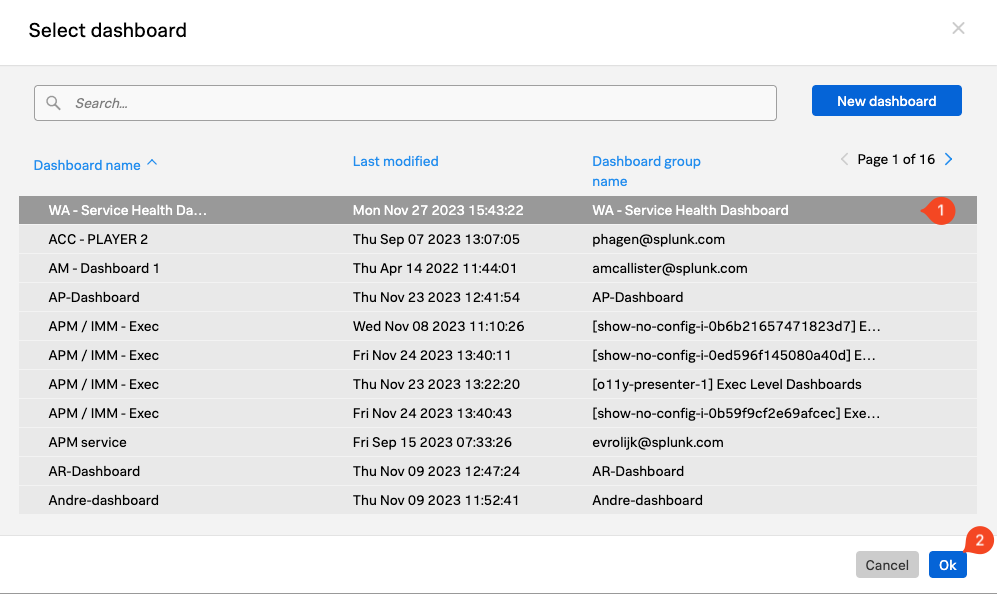 Select dashboard
Search...
New dashboard
Dashboard name Last modified Dashboard group name Page 1 of 16
WA - Service Health Da... Mon Nov 27 2023 15:43:22 WA - Service Health Dashboard 1
ACC - PLAYER 2 Thu Sep 07 2023 13:07:05 phagen@splunk.com
AM - Dashboard 1 Thu Apr 14 2022 11:44:01 amcallister@splunk.com
AP-Dashboard Thu Nov 23 2023 12:41:54 AP-Dashboard
APM / IMM - Exec Wed Nov 08 2023 11:10:26 [show-no-config-i-0b6b21657471823d7] E...
APM / IMM - Exec Fri Nov 24 2023 13:40:11 [show-no-config-i-0ed596f145080a40d] E...
APM / IMM - Exec Thu Nov 23 2023 13:22:20 [o11y-presenter-1] Exec Level Dashboards
APM / IMM - Exec Fri Nov 24 2023 13:40:43 [show-no-config-i-0b59f9cf2e69afcec] Exe...
APM service Fri Sep 15 2023 07:33:26 evrolijk@splunk.com
AR-Dashboard Thu Nov 09 2023 12:47:24 AR-Dashboard
Andre-dashboard Thu Nov 09 2023 11:52:41 Andre-dashboard
2
Cancel Ok